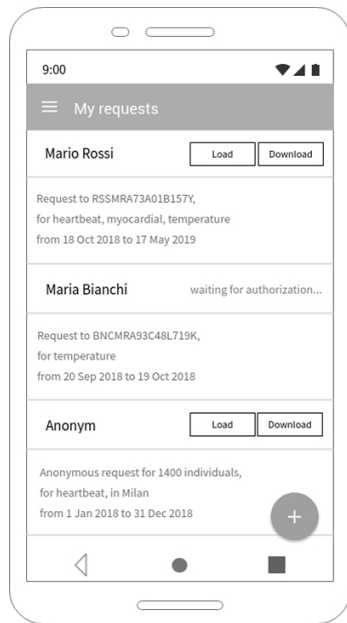 9:00
My requests
Mario Rossi Load Download
Request to RSSMRA73A01B157Y,
for heartbeat, myocardial, temperature
from 18 Oct 2018 to 17 May 2019
Maria Bianchi waiting for authorization...
Request to BNCMRA93C48L719K,
for temperature
from 20 Sep 2018 to 19 Oct 2018
Anonym Load Download
Anonymous request for 1400 individuals,
for heartbeat, in Milan
from 1 Jan 2018 to 31 Dec 2018
+